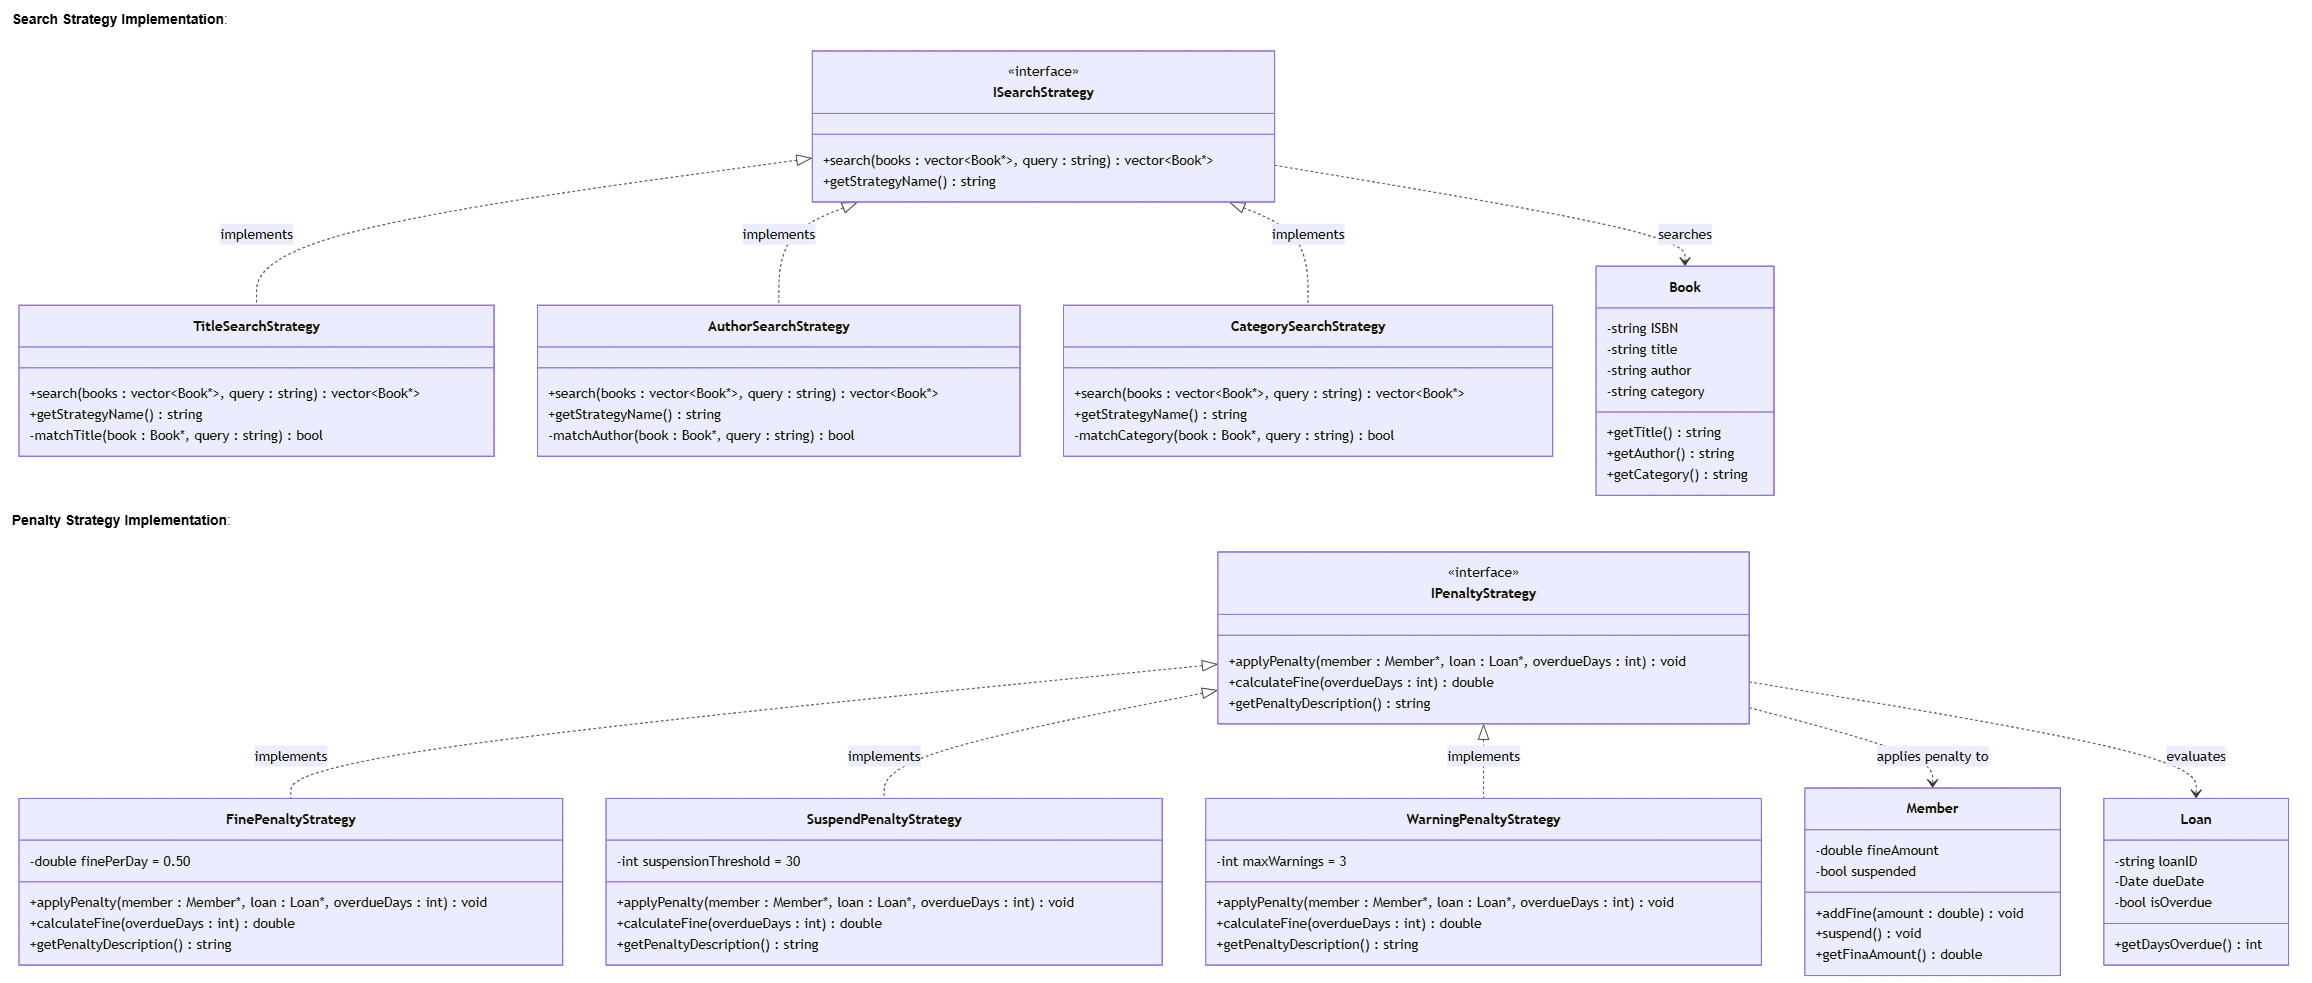 Search Strategy Implementation:
«interface»
ISearchStrategy
+search(books : vector<Book*>, query : string) : vector<Book*>
+getStrategyName() : string
implements
implements
implements
searches
TitleSearchStrategy
+search(books : vector<Book*>, query : string) : vector<Book*>
+getStrategyName() : string
-matchTitle(book : Book*, query : string) : bool
AuthorSearchStrategy
+search(books : vector<Book*>, query : string) : vector<Book*>
+getStrategyName() : string
-matchAuthor(book : Book*, query : string) : bool
CategorySearchStrategy
+search(books : vector<Book*>, query : string) : vector<Book*>
+getStrategyName() : string
-matchCategory(book : Book*, query : string) : bool
Book
-string ISBN
-string title
-string author
-string category
+getTitle() : string
+getAuthor() : string
+getCategory() : string
Penalty Strategy Implementation:
«interface»
IPenaltyStrategy
+applyPenalty(member : Member*, loan : Loan*, overdueDays : int) : void
+calculateFine(overdueDays : int) : double
+getPenaltyDescription() : string
implements
implements
implements
applies penalty to
evaluates
FinePenaltyStrategy
-double finePerDay = 0.50
+applyPenalty(member : Member*, loan : Loan*, overdueDays : int) : void
+calculateFine(overdueDays : int) : double
+getPenaltyDescription() : string
SuspendPenaltyStrategy
-int suspensionThreshold = 30
+applyPenalty(member : Member*, loan : Loan*, overdueDays : int) : void
+calculateFine(overdueDays : int) : double
+getPenaltyDescription() : string
WarningPenaltyStrategy
-int maxWarnings = 3
+applyPenalty(member : Member*, loan : Loan*, overdueDays : int) : void
+calculateFine(overdueDays : int) : double
+getPenaltyDescription() : string
Member
-double fineAmount
-bool suspended
+addFine(amount : double) : void
+suspend() : void
+getFinaAmount() : double
Loan
-string loanID
-Date dueDate
-bool isOverdue
+getDaysOverdue() : int